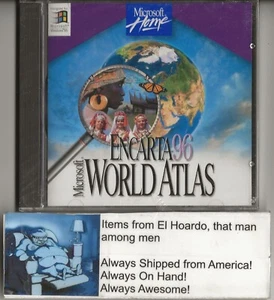 Microsoft
Home
Microsoft
ENCARTA 96
WORLD ATLAS
Items from El Hoardo, that man
among men
Always Shipped from America!
Always On Hand!
Always Awesome!